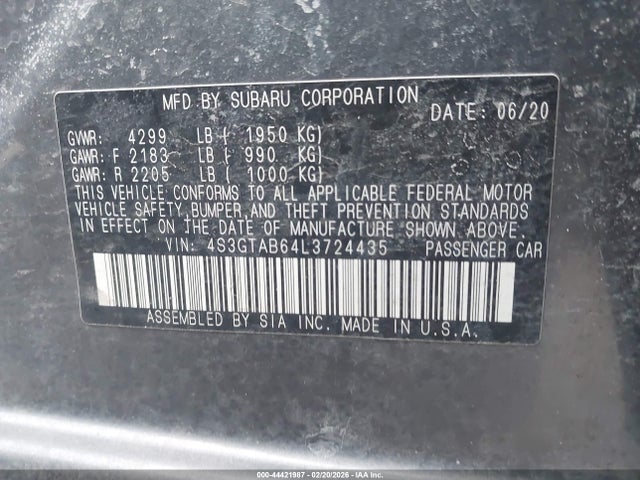 MFD BY SUBARU CORPORATION DATE: 06/20
GVWR: 4299 LB ( 1950 KG)
GAWR: F 2183 LB ( 990 KG)
GAWR: R 2205 LB ( 1000 KG)
THIS VEHICLE CONFORMS TO ALL APPLICABLE FEDERAL MOTOR
VEHICLE SAFETY, BUMPER, AND THEFT PREVENTION STANDARDS
IN EFFECT ON THE DATE OF MANUFACTURE SHOWN ABOVE.
VIN: 4S3GTAB64L3724435 PASSENGER CAR
ASSEMBLED BY SIA INC. MADE IN U.S.A.
000-44421987 - 02/20/2026 - IAA Inc.